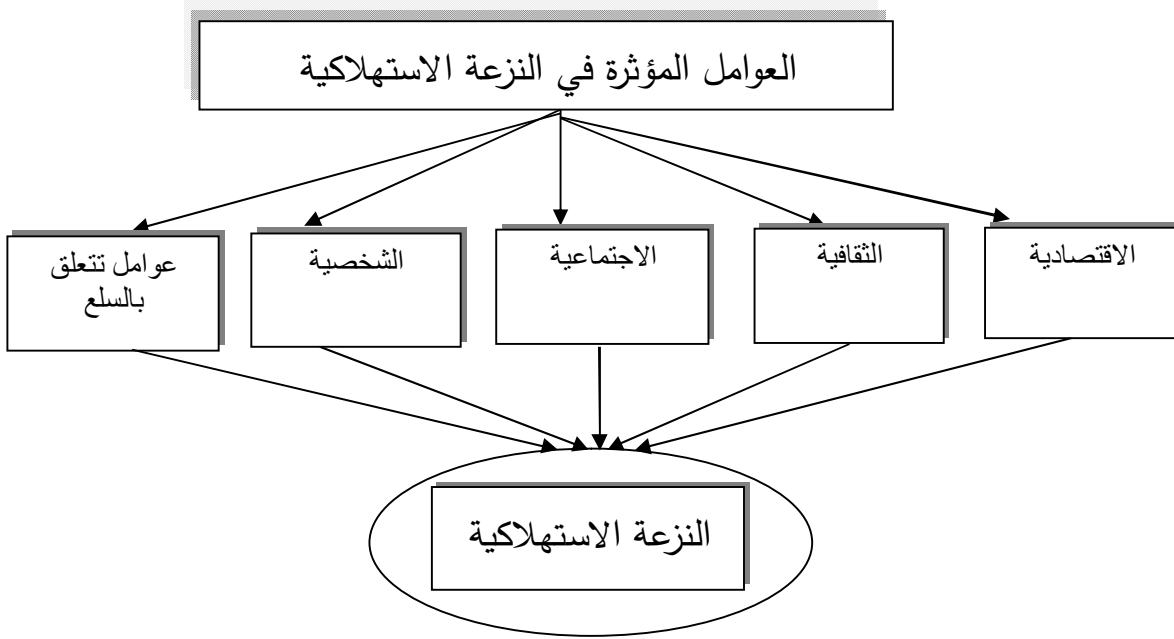 العوامل المؤثرة في النزعة الاستهلاكية
الاقتصادية
الثقافية
الاجتماعية
الشخصية
عوامل تتعلق
بالسلع
النزعة الاستهلاكية